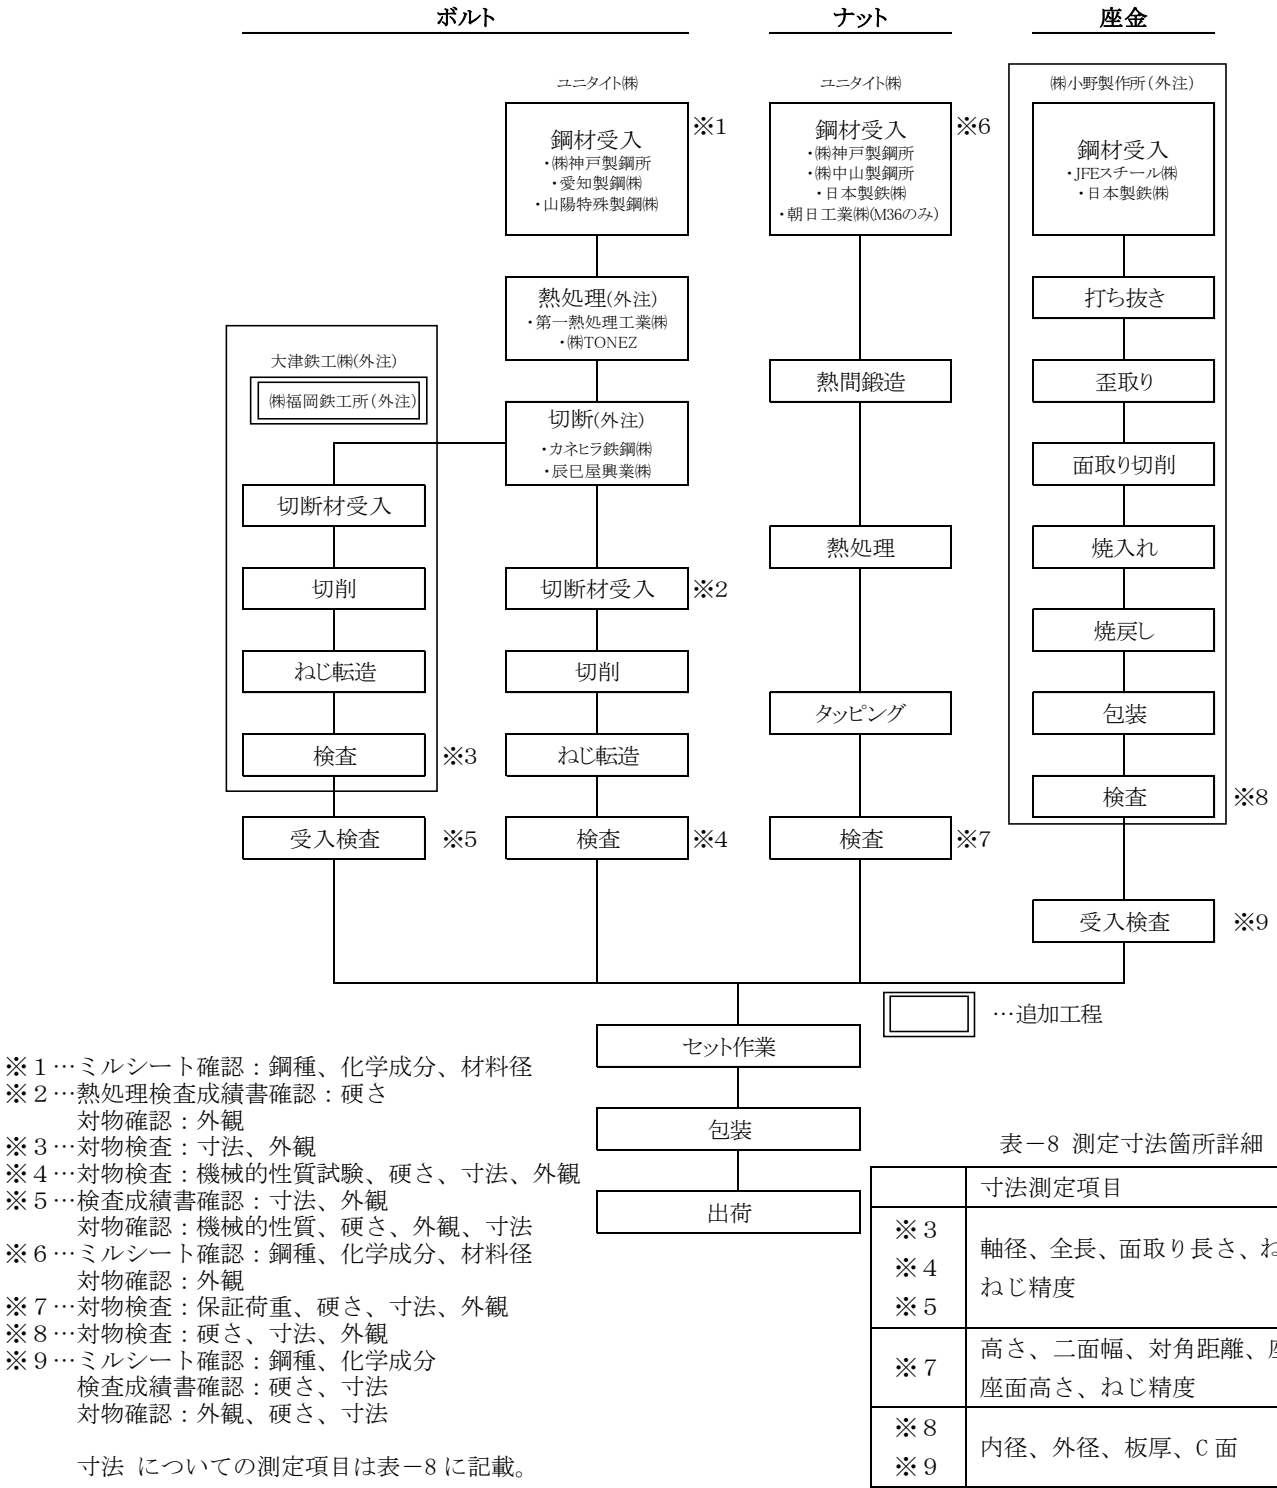 ボルト
ナット
座金
ユニタイト㈱
鋼材受入
・㈱神戸製鋼所
・愛知製鋼㈱
・山陽特殊製鋼㈱
※1
熱処理(外注)
・第一熱処理工業㈱
・㈱TONEZ
切断(外注)
・カネヒラ鉄鋼㈱
・辰巳屋興業㈱
大津鉄工㈱(外注)
㈱福岡鉄工所(外注)
切断材受入
切削
ねじ転造
検査
※3
受入検査
※5
切断材受入
※2
切削
ねじ転造
検査
※4
ユニタイト㈱
鋼材受入
・㈱神戸製鋼所
・㈱中山製鋼所
・日本製鉄㈱
・朝日工業㈱(M36のみ)
※6
熱間鍛造
熱処理
タッピング
検査
※7
㈱小野製作所(外注)
鋼材受入
・JFEスチール㈱
・日本製鉄㈱
打ち抜き
歪取り
面取り切削
焼入れ
焼戻し
包装
検査
※8
受入検査
※9
…追加工程
セット作業
包装
出荷
※1…ミルシート確認：鋼種、化学成分、材料径
※2…熱処理検査成績書確認：硬さ
対物確認：外観
※3…対物検査：寸法、外観
※4…対物検査：機械的性質試験、硬さ、寸法、外観
※5…検査成績書確認：寸法、外観
対物確認：機械的性質、硬さ、外観、寸法
※6…ミルシート確認：鋼種、化学成分、材料径
対物確認：外観
※7…対物検査：保証荷重、硬さ、寸法、外観
※8…対物検査：硬さ、寸法、外観
※9…ミルシート確認：鋼種、化学成分
検査成績書確認：硬さ、寸法
対物確認：外観、硬さ、寸法
寸法 についての測定項目は表－8に記載。
表－8 測定寸法箇所詳細
寸法測定項目
※3
※4
※5
軸径、全長、面取り長さ、ね
ねじ精度
※7
高さ、二面幅、対角距離、
座面高さ、ねじ精度
※8
※9
内径、外径、板厚、C面